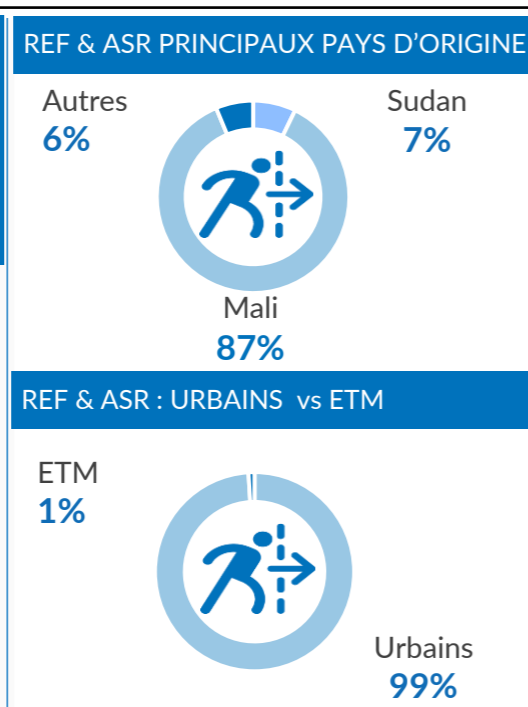 REF & ASR PRINCIPAUX PAYS D’ORIGINE
Autres
6%
Sudan
7%
Mali
87%
REF & ASR : URBAINS vs ETM
ETM
1%
Urbains
99%